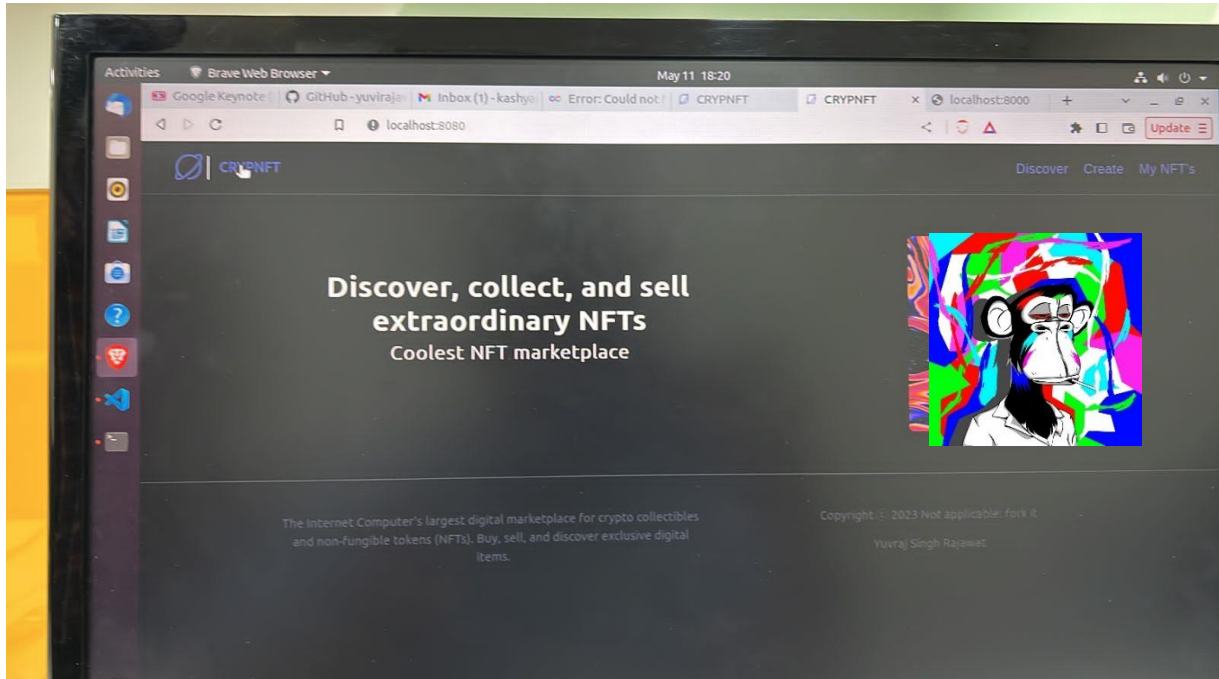 Activities Brave Web Browser May 11 18:20
Google Keynote GitHub - yuviraja Inbox (1) - kashya Error: Could not CRYPNFT CRYPNFT localhost:8000
localhost:8080 Update
CRYPNFT Discover Create My NFT's
Discover, collect, and sell
extraordinary NFTs
Coolest NFT marketplace
The Internet Computer's largest digital marketplace for crypto collectibles
and non-fungible tokens (NFTs). Buy, sell, and discover exclusive digital
items.
Copyright © 2023 Not applicable. fork it
Yuvraj Singh Rajawat